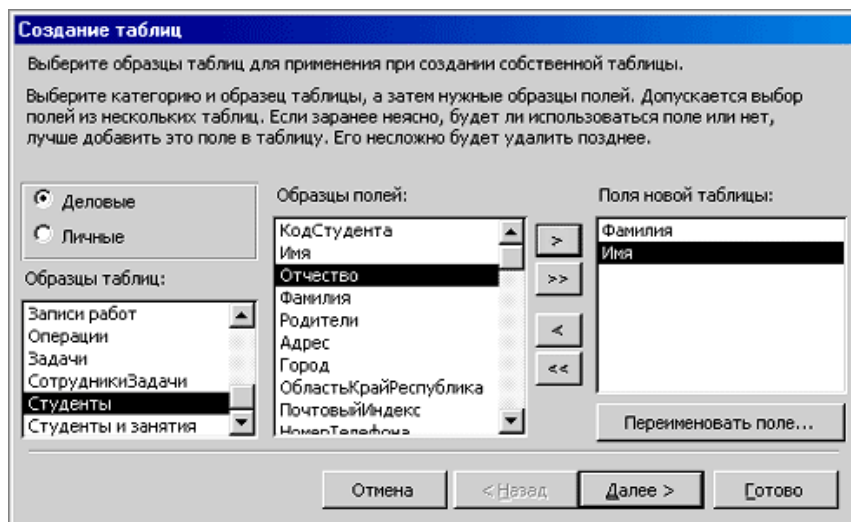 Создание таблиц
Выберите образцы таблиц для применения при создании собственной таблицы.
Выберите категорию и образец таблицы, а затем нужные образцы полей. Допускается выбор
полей из нескольких таблиц. Если заранее неясно, будет ли использоваться поле или нет,
лучше добавить это поле в таблицу. Его несложно будет удалить позднее.
Деловые
Личные
Образцы таблиц:
Записи работ
Операции
Задачи
СотрудникиЗадачи
Студенты
Студенты и занятия
Образцы полей:
КодСтудента
Имя
Отчество
Фамилия
Родители
Адрес
Город
ОбластьКрайРеспублика
ПочтовыйИндекс
НомерТелефона
>
>>
<
<<
Поля новой таблицы:
Фамилия
Имя
Переименовать поле...
Отмена
< Назад
Далее >
Готово